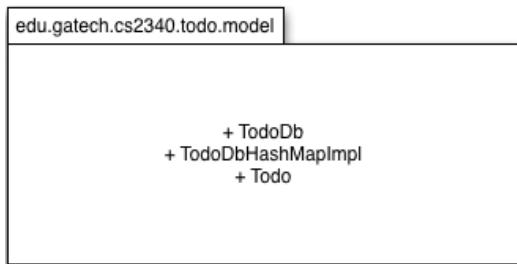 edu.gatech.cs2340.todo.model
+ TodoDb
+ TodoDbHashMapImpl
+ Todo